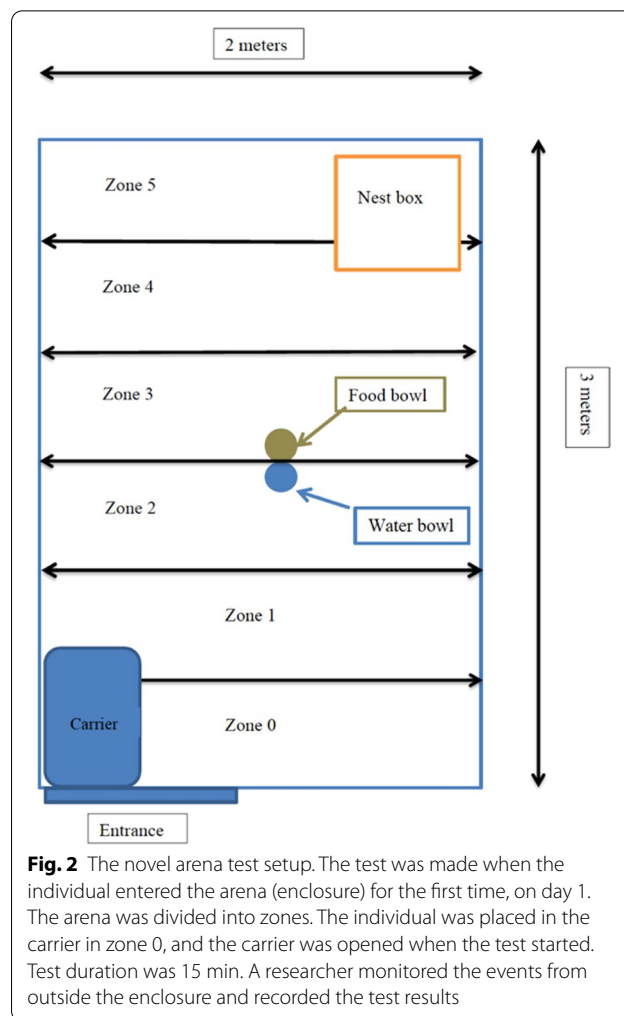 2 meters
Zone 5
Nest box
Zone 4
Zone 3
Food bowl
3 meters
Zone 2
Water bowl
Zone 1
Carrier
Zone 0
Entrance
Fig. 2 The novel arena test setup. The test was made when the
individual entered the arena (enclosure) for the first time, on day 1.
The arena was divided into zones. The individual was placed in the
carrier in zone 0, and the carrier was opened when the test started.
Test duration was 15 min. A researcher monitored the events from
outside the enclosure and recorded the test results